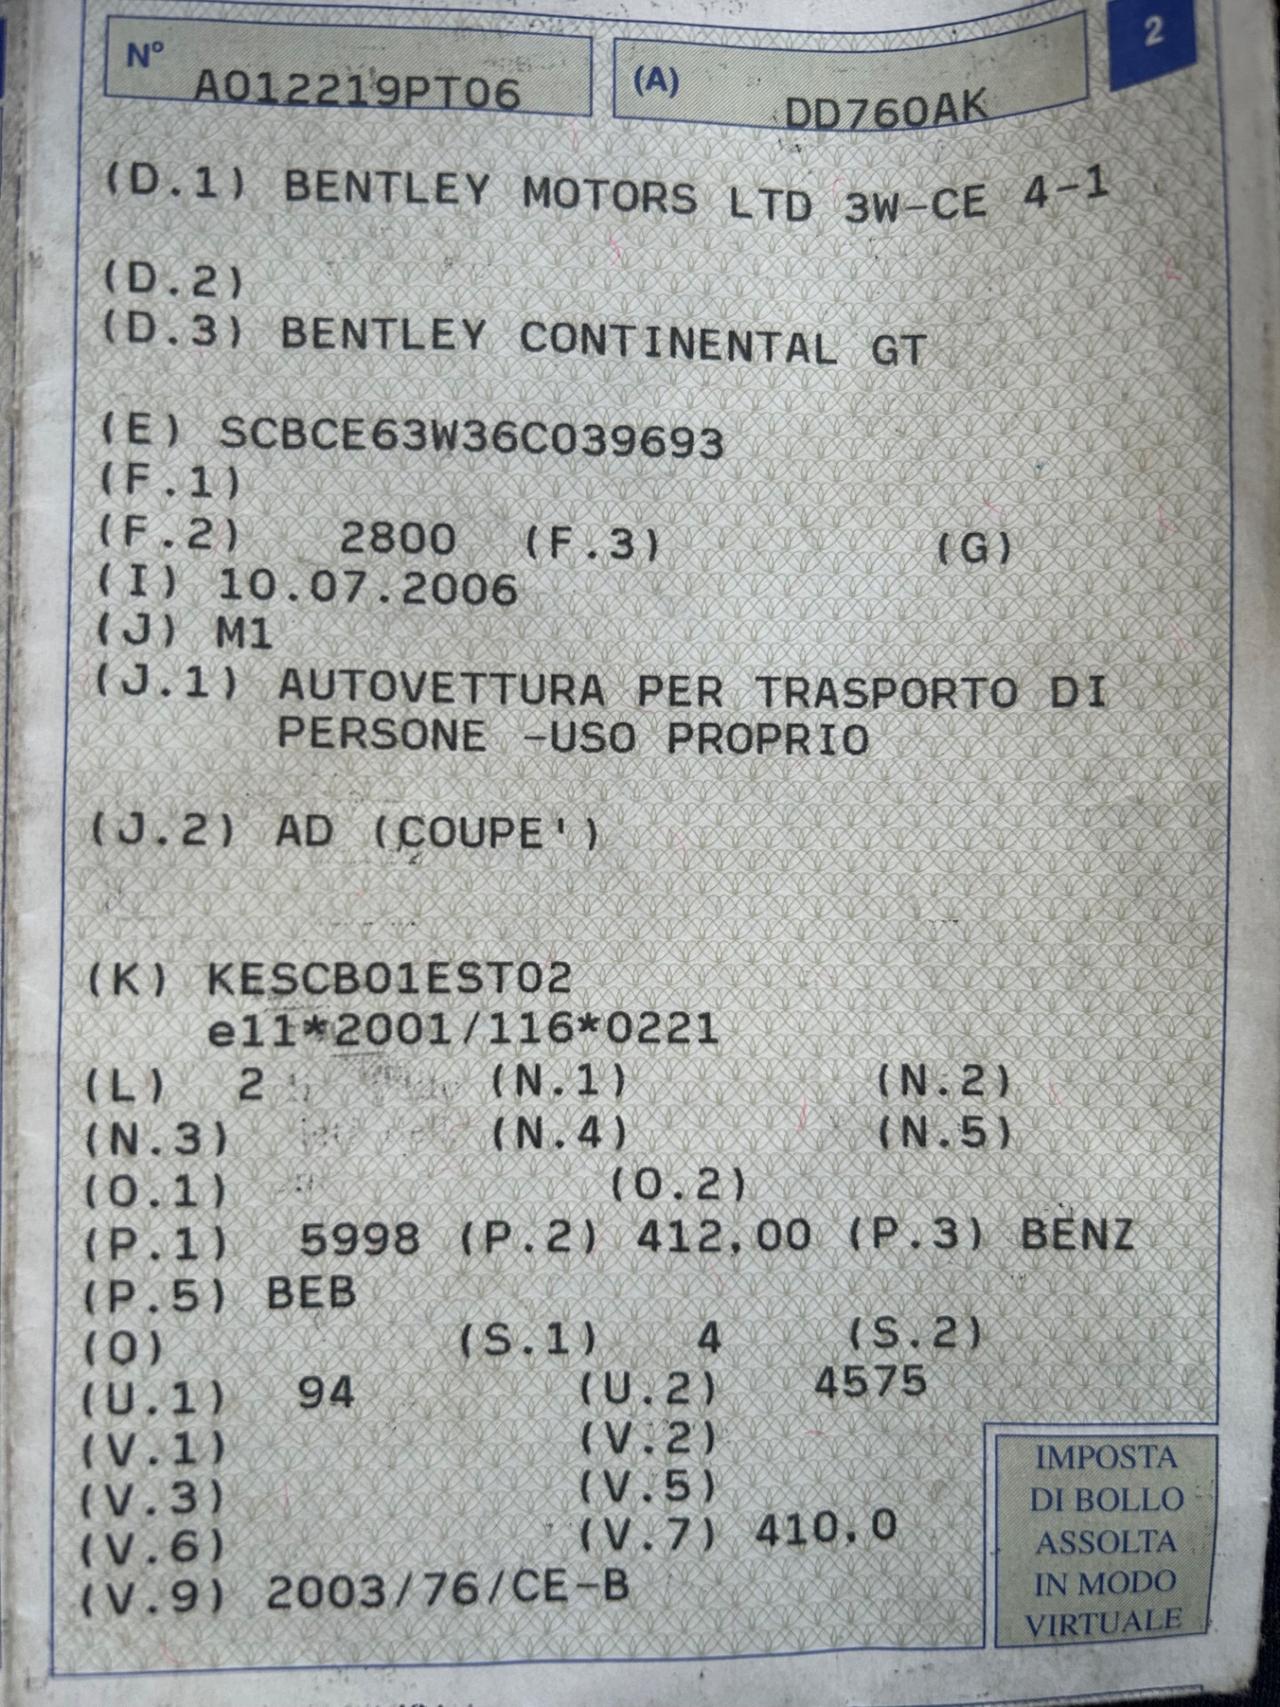 N° A012219PT06 (A) DD760AK 2
(D.1) BENTLEY MOTORS LTD 3W-CE 4-1
(D.2)
(D.3) BENTLEY CONTINENTAL GT
(E) SCBCE63W36C039693
(F.1)
(F.2) 2800 (F.3) (G)
(I) 10.07.2006
(J) M1
(J.1) AUTOVETTURA PER TRASPORTO DI
PERSONE -USO PROPRIO
(J.2) AD (COUPE')
(K) KESCB01EST02
e11*2001/116*0221
(L) 2 (N.1) (N.2)
(N.3) (N.4) (N.5)
(O.1) (O.2)
(P.1) 5998 (P.2) 412,00 (P.3) BENZ
(P.5) BEB
(Q) (S.1) 4 (S.2)
(U.1) 94 (U.2) 4575
(V.1) (V.2)
(V.3) (V.5)
(V.6) (V.7) 410,0
(V.9) 2003/76/CE-B
IMPOSTA
DI BOLLO
ASSOLTA
IN MODO
VIRTUALE